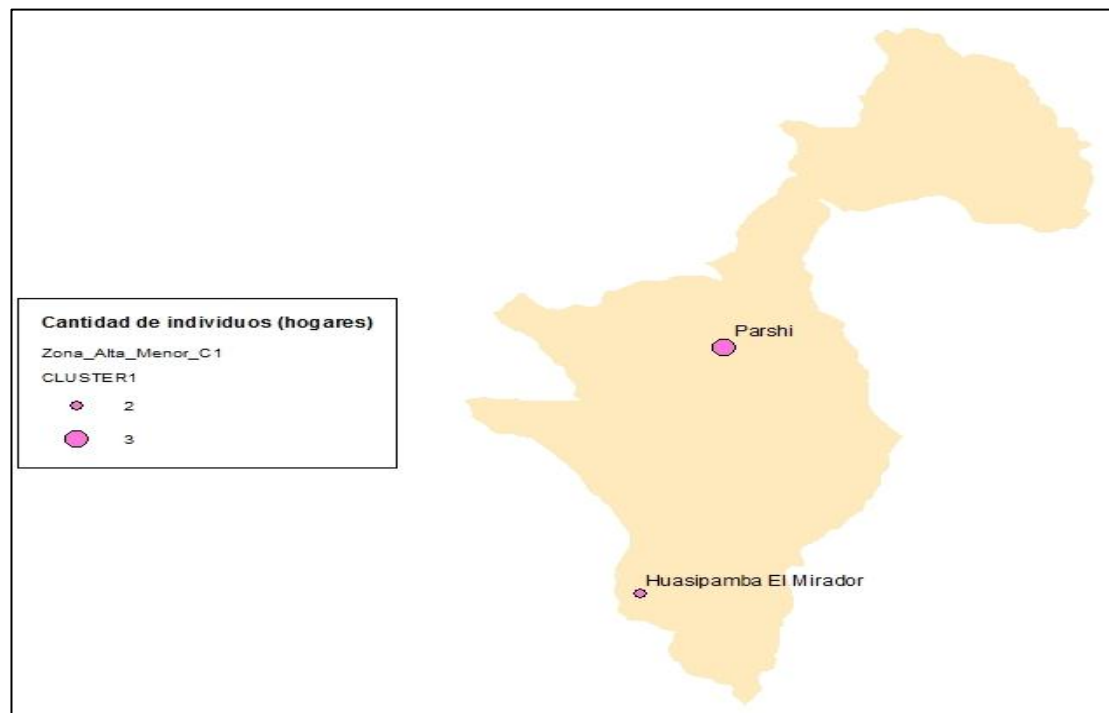 Cantidad de individuos (hogares)
Zona_Alta_Menor_C1
CLUSTER1
2
3
Parshi
Huasipamba El Mirador